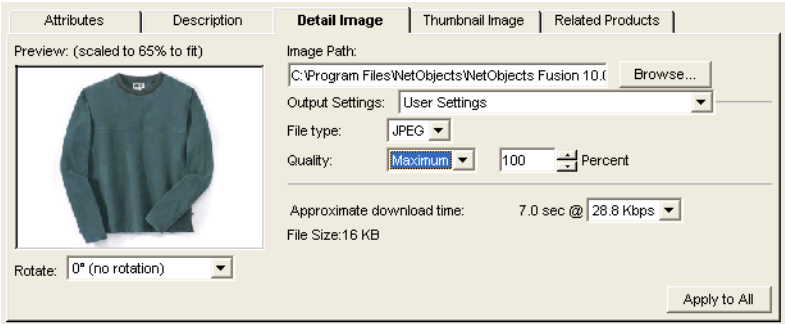 Attributes
Description
Detail Image
Thumbnail Image
Related Products
Preview: (scaled to 65% to fit)
Image Path:
C:\Program Files\NetObjects\NetObjects Fusion 10.(
Browse...
Output Settings: User Settings
File type: JPEG
Quality: Maximum 100 Percent
Approximate download time: 7.0 sec @ 28.8 Kbps
File Size:16 KB
Rotate: 0° (no rotation)
Apply to All